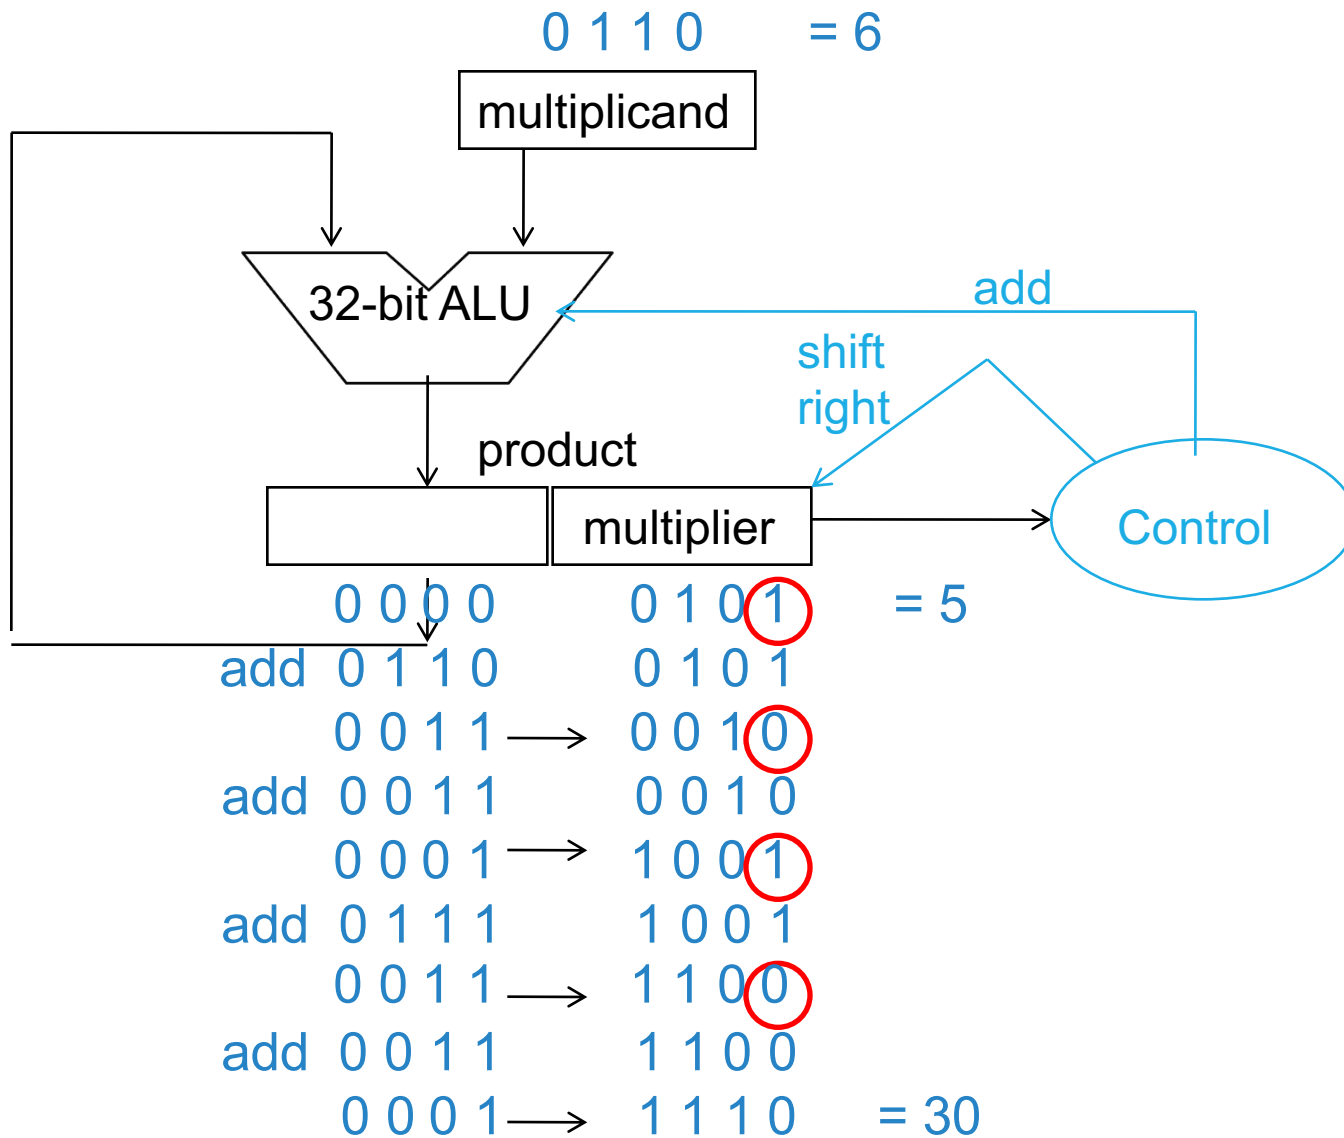 0 1 1 0 = 6
multiplicand
32-bit ALU
add
shift
right
product
multiplier
Control
0 0 0 0 0 1 0 1 = 5
add 0 1 1 0 0 1 0 1
0 0 1 1 0 0 1 0
add 0 0 1 1 0 0 1 0
0 0 0 1 1 0 0 1
add 0 1 1 1 1 0 0 1
0 0 1 1 1 1 0 0
add 0 0 1 1 1 1 0 0
0 0 0 1 1 1 1 0 = 30